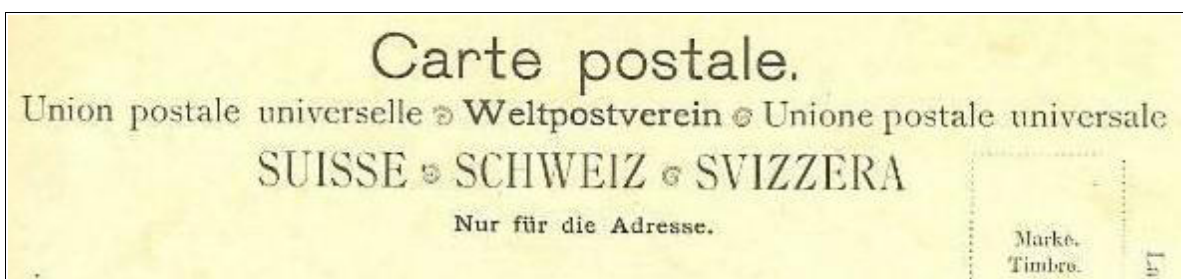 Carte postale.
Union postale universelle Weltpostverein Unione postale universale
SUISSE SCHWEIZ SVIZZERA
Nur für die Adresse.
Marke.
Timbre.